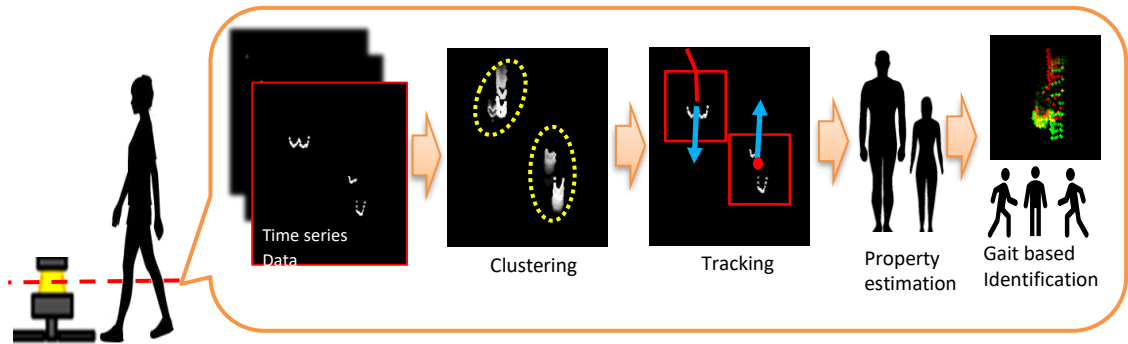 Time series
Data
Clustering
Tracking
Property
estimation
Gait based
Identification